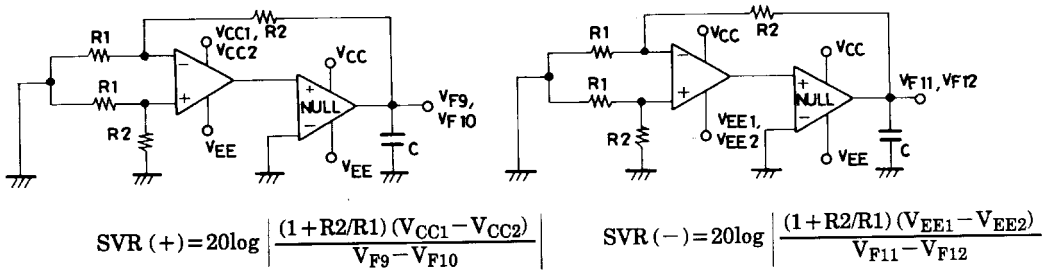 R1
R1
R2
VCC1,
VCC2
VEE
R2
VCC
NULL
VEE
VF9,
VF10
C
R1
R1
R2
VCC
VEE1,
VEE2
R2
VCC
NULL
VEE
VF11, VF12
C
SVR (+) = 20log | (1+R2/R1) (VCC1−VCC2) / VF9−VF10 |
SVR (−) = 20log | (1+R2/R1) (VEE1−VEE2) / VF11−VF12 |